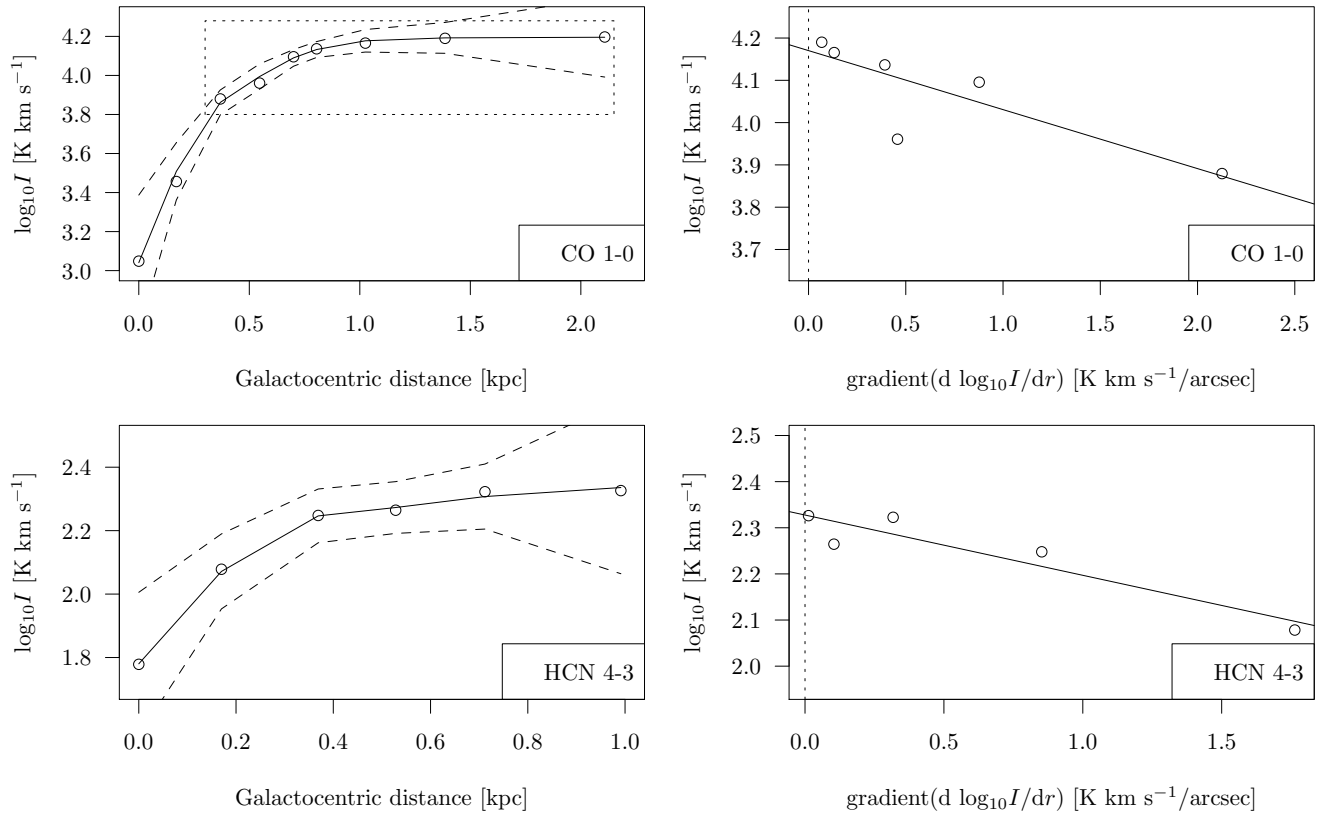 log₁₀I [K km s⁻¹]
4.2
4.0
3.8
3.6
3.4
3.2
3.0
CO 1-0
0.0 0.5 1.0 1.5 2.0
Galactocentric distance [kpc]
log₁₀I [K km s⁻¹]
4.2
4.1
4.0
3.9
3.8
3.7
CO 1-0
0.0 0.5 1.0 1.5 2.0 2.5
gradient(d log₁₀I/dr) [K km s⁻¹/arcsec]
log₁₀I [K km s⁻¹]
2.4
2.2
2.0
1.8
HCN 4-3
0.0 0.2 0.4 0.6 0.8 1.0
Galactocentric distance [kpc]
log₁₀I [K km s⁻¹]
2.5
2.4
2.3
2.2
2.1
2.0
HCN 4-3
0.0 0.5 1.0 1.5
gradient(d log₁₀I/dr) [K km s⁻¹/arcsec]